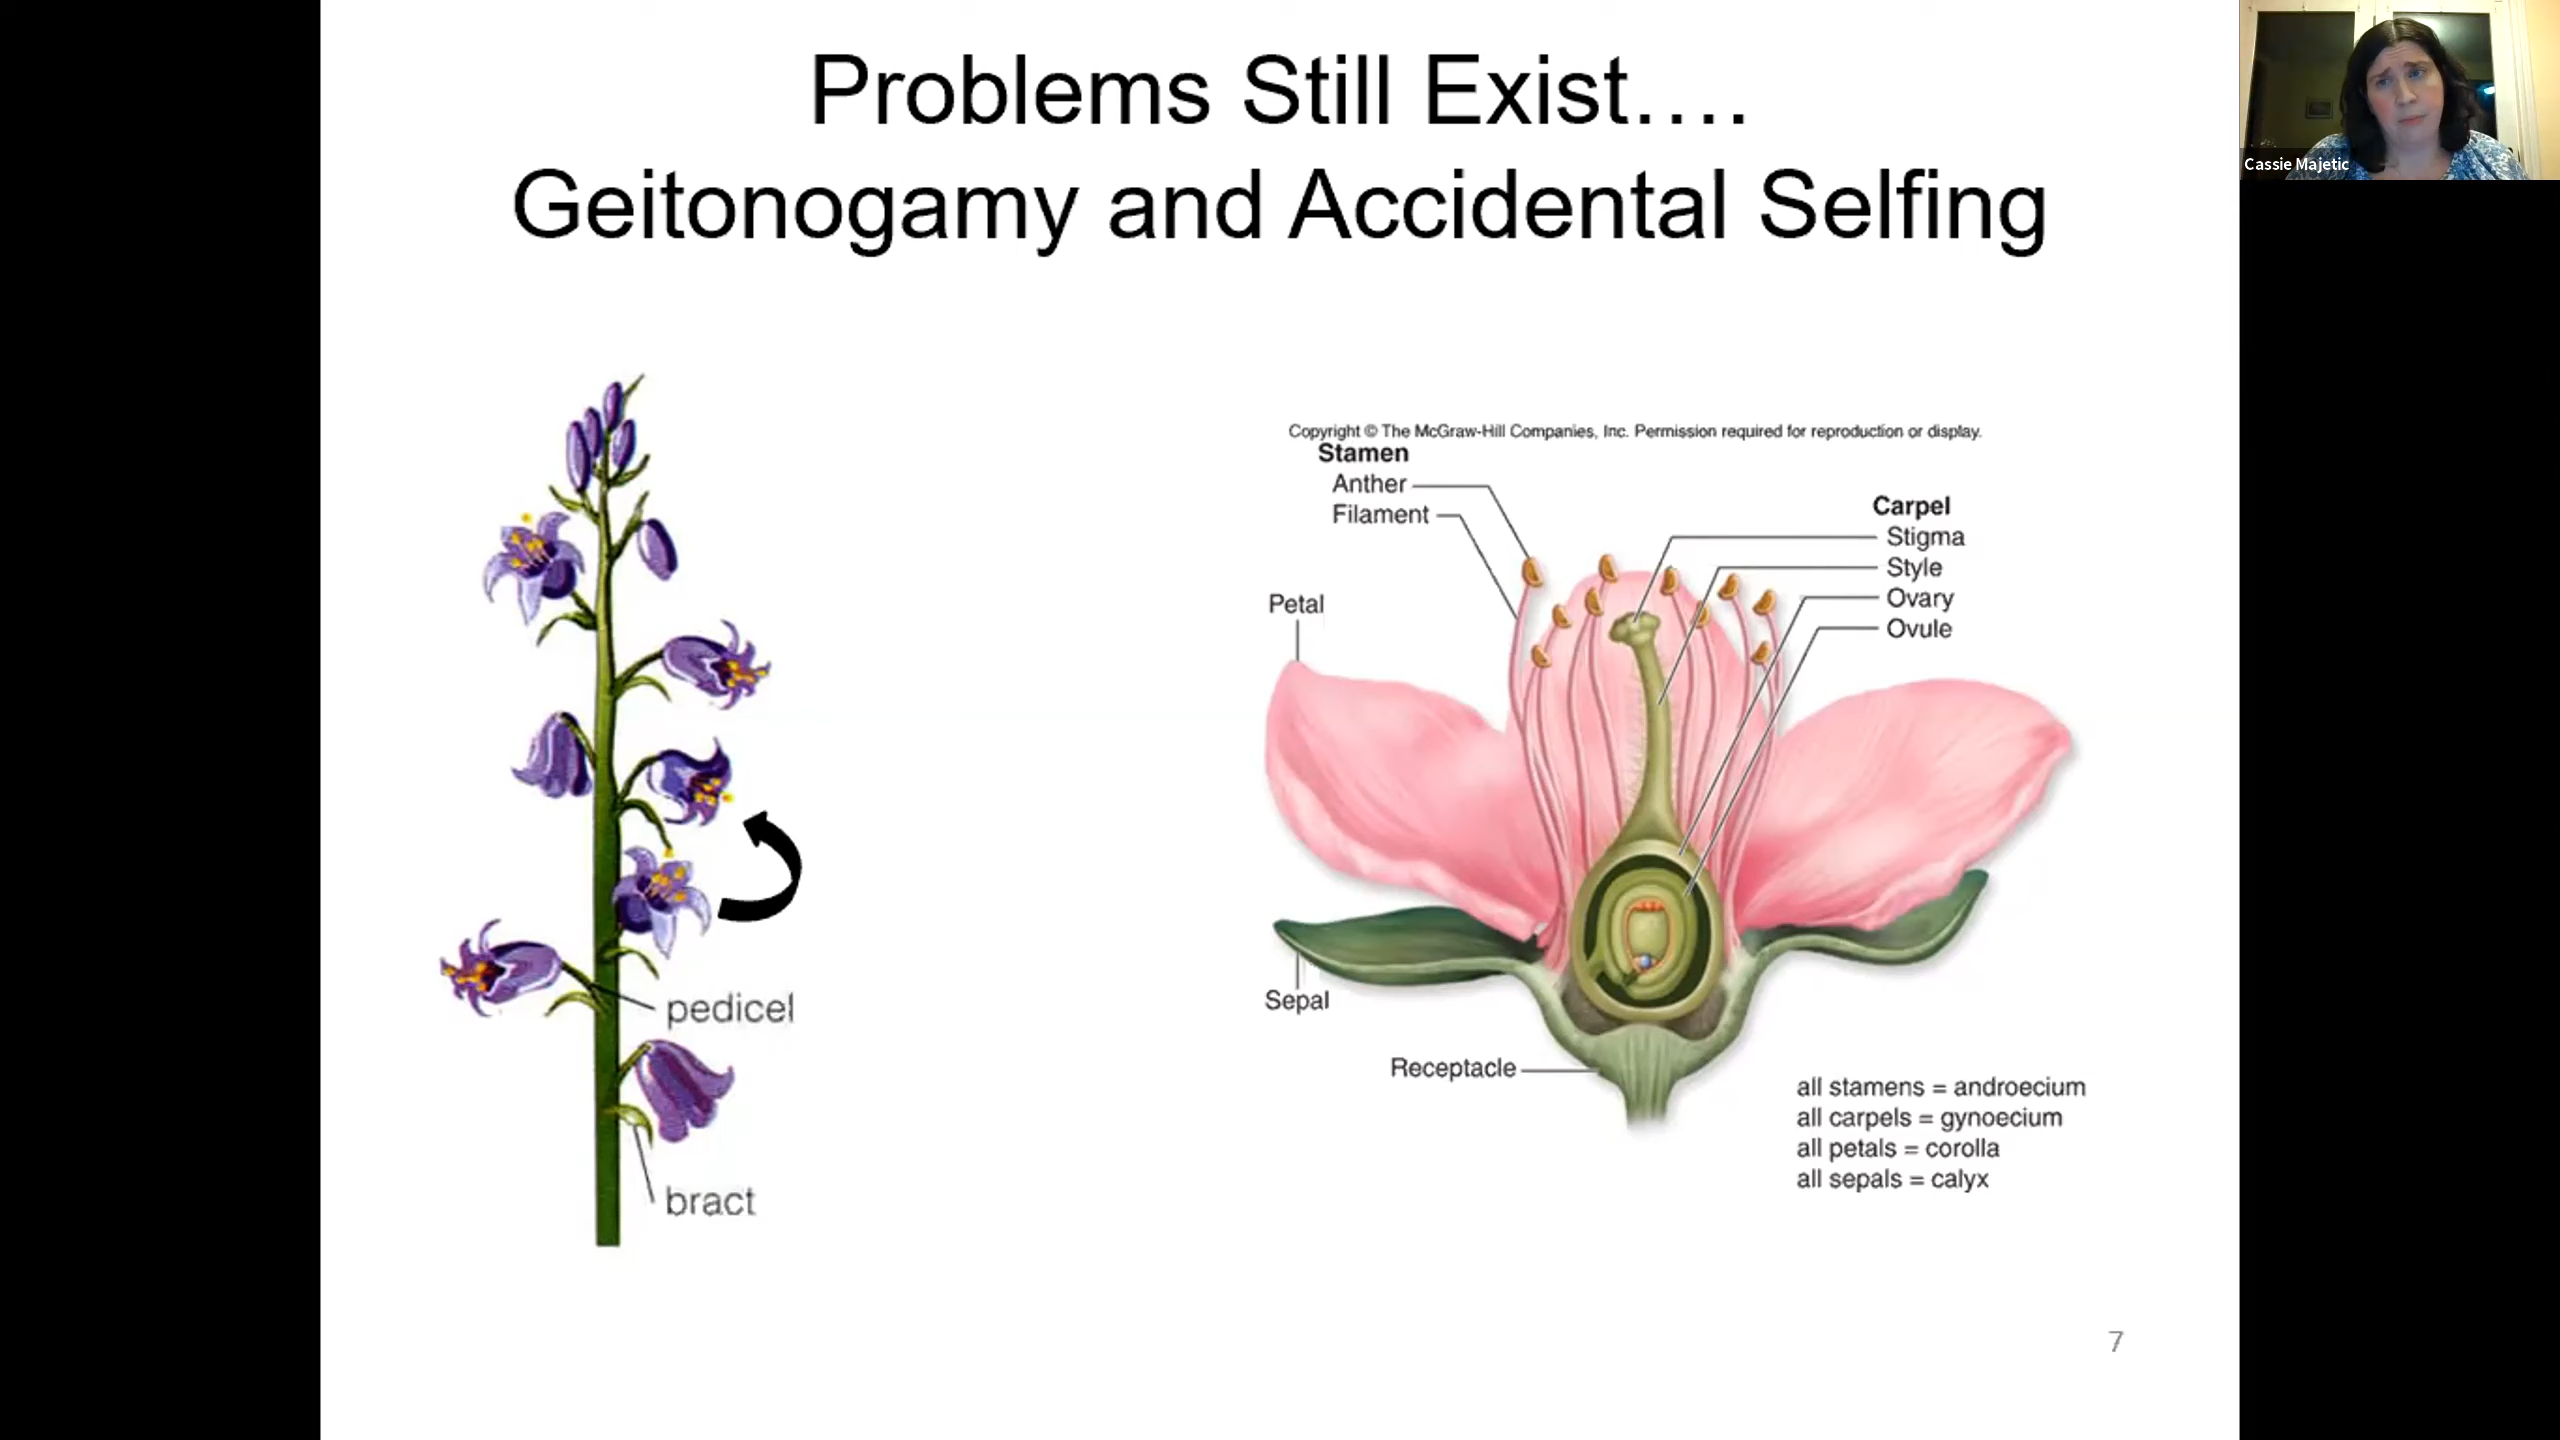 Problems Still Exist....
Geitonogamy and Accidental Selfing
Cassie Majetic
pedicel
bract
Copyright © The McGraw-Hill Companies, Inc. Permission required for reproduction or display.
Stamen
Anther
Filament
Petal
Carpel
Stigma
Style
Ovary
Ovule
Sepal
Receptacle
all stamens = androecium
all carpels = gynoecium
all petals = corolla
all sepals = calyx
7